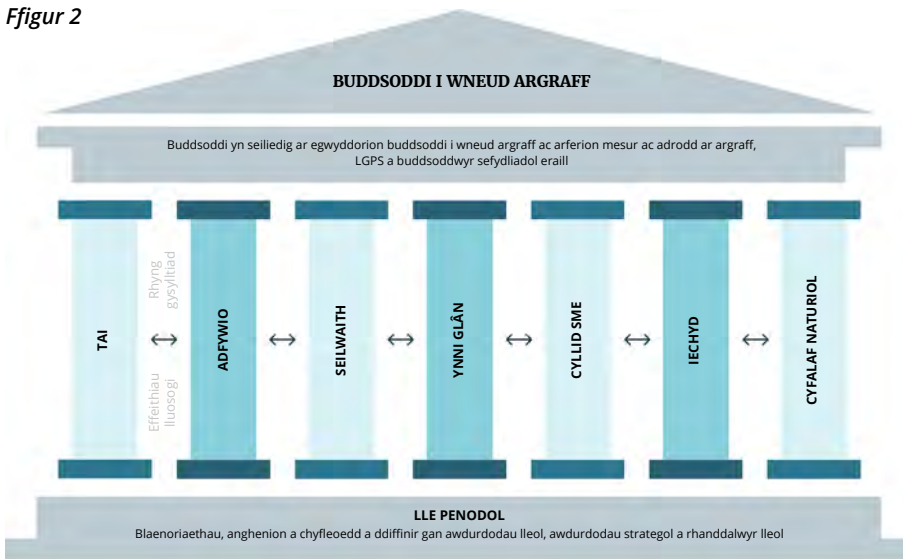 Ffigur 2
BUDDSODDI I WNEUD ARGRAFF
Buddsoddi yn seiliedig ar egwyddorion buddsoddi i wneud argraff ac arferion mesur ac adrodd ar argraff,
LGPS a buddsoddwyr sefydliadol eraill
TAI
Rhyng
gysylltiad
Effeithiau
lluosogi
ADFYWIO
SEILWAITH
YNNI GLÂN
CYLLID SME
IECHYD
CYFALAF NATURIOL
LLE PENODOL
Blaenoriaethau, anghenion a chyfleoedd a ddiffinir gan awdurdodau lleol, awdurdodau strategol a rhanddalwyr lleol